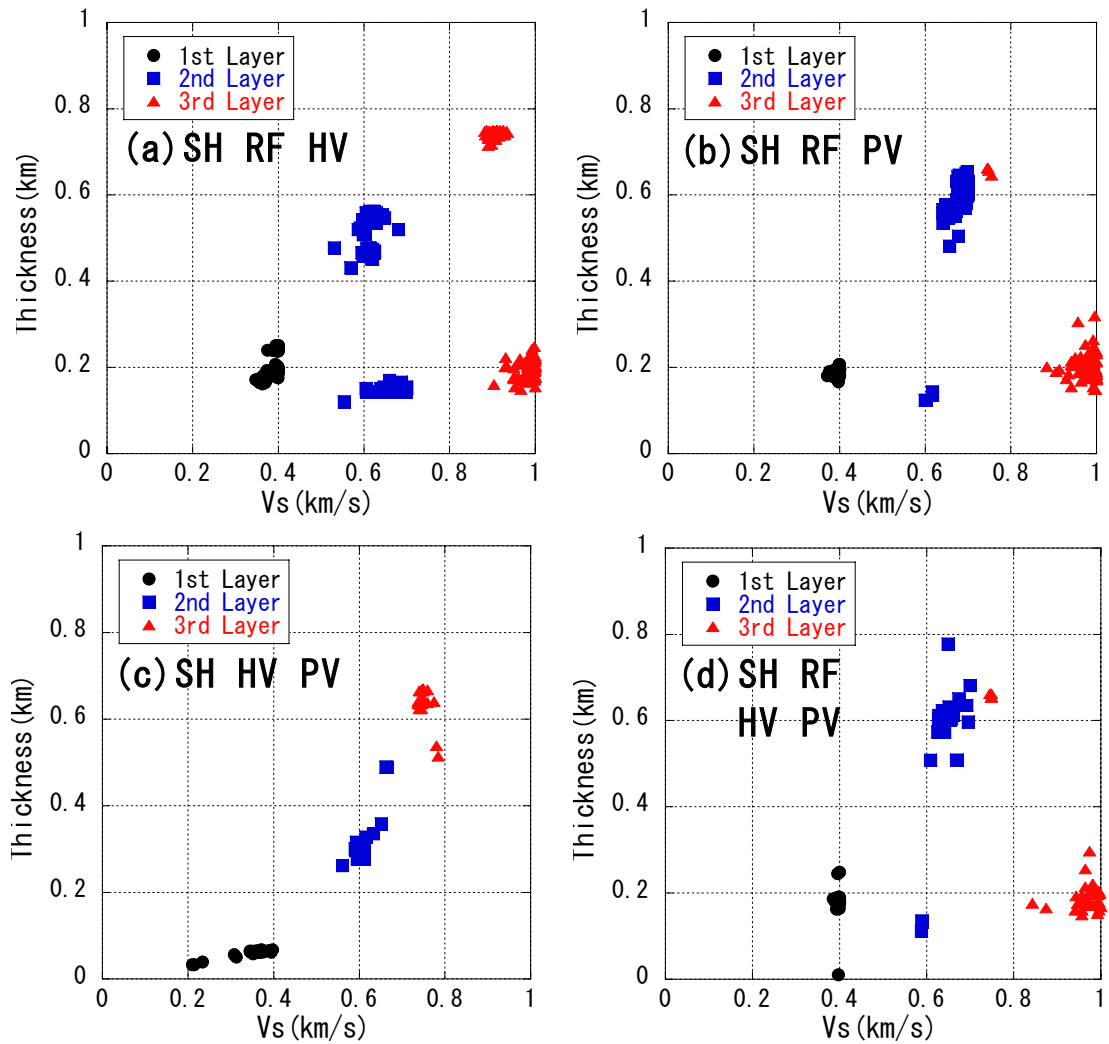 1
0.8
0.6
0.4
0.2
0
Thickness(km)
1st Layer
2nd Layer
3rd Layer
(a)SH RF HV
0 0.2 0.4 0.6 0.8 1
Vs(km/s)
1
0.8
0.6
0.4
0.2
0
Thickness(km)
1st Layer
2nd Layer
3rd Layer
(b)SH RF PV
0 0.2 0.4 0.6 0.8 1
Vs(km/s)
1
0.8
0.6
0.4
0.2
0
Thickness(km)
1st Layer
2nd Layer
3rd Layer
(c)SH HV PV
0 0.2 0.4 0.6 0.8 1
Vs(km/s)
1
0.8
0.6
0.4
0.2
0
Thickness(km)
1st Layer
2nd Layer
3rd Layer
(d)SH RF
HV PV
0 0.2 0.4 0.6 0.8 1
Vs(km/s)